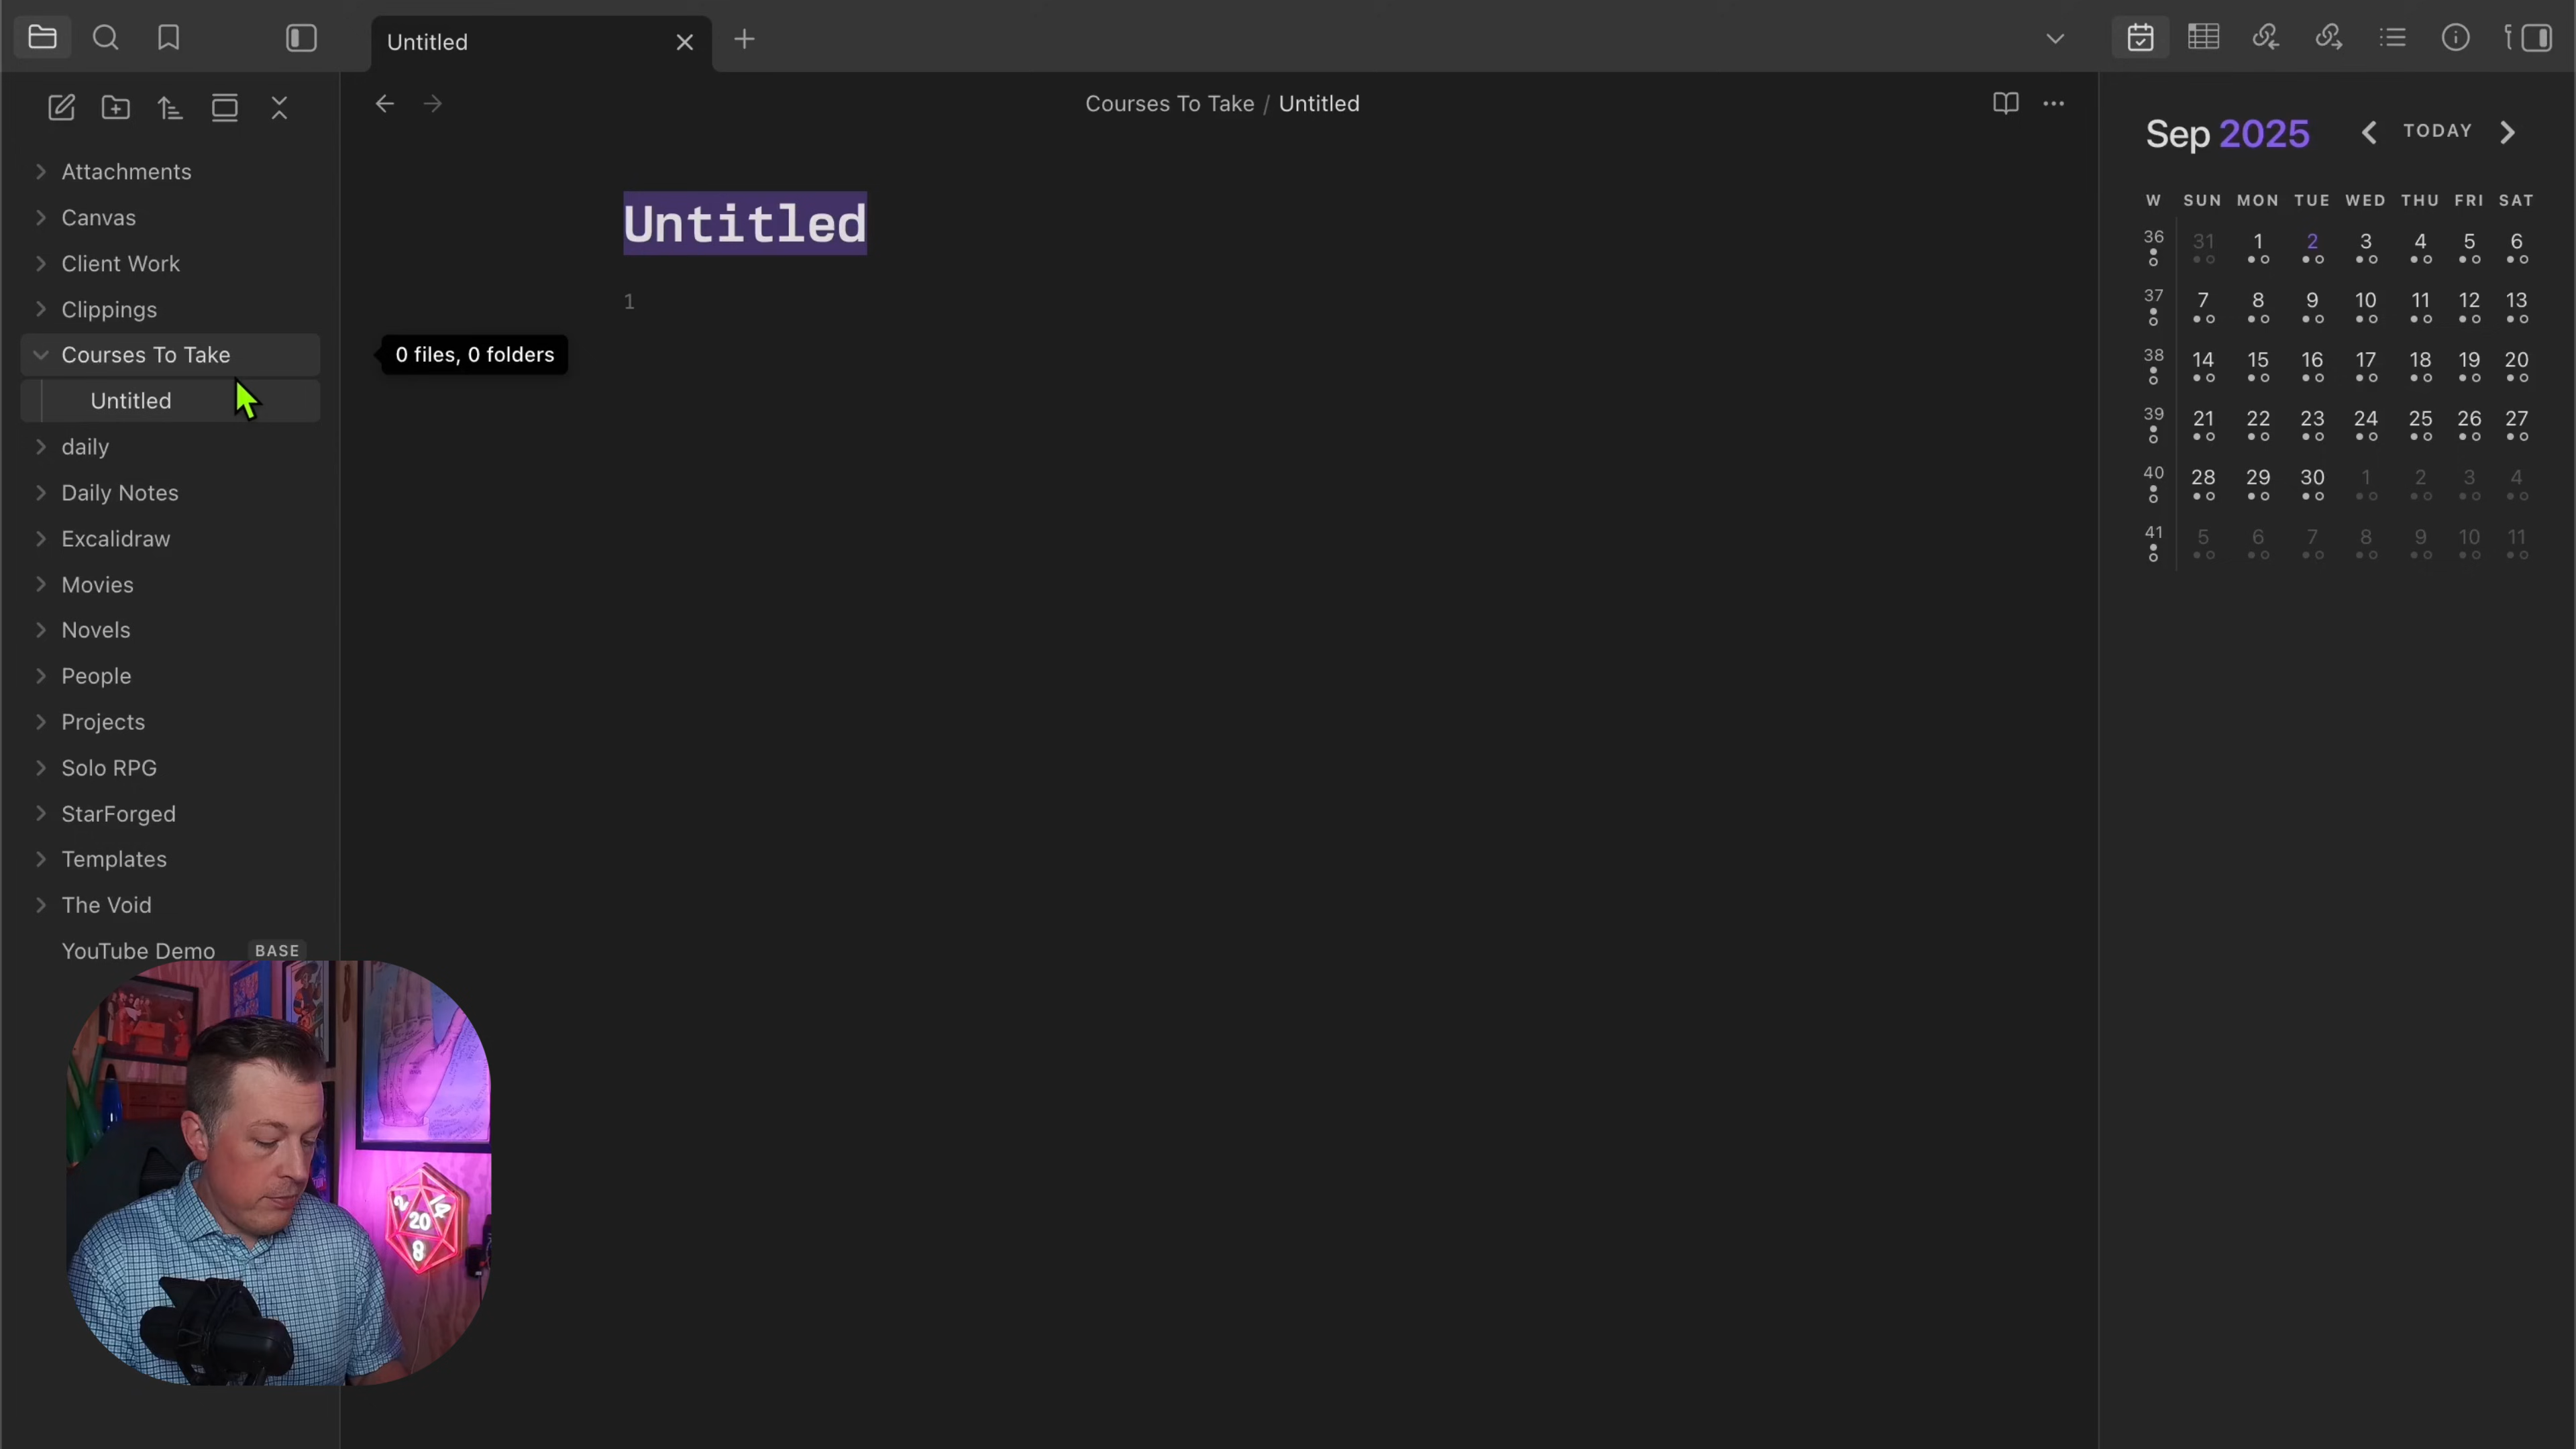 Untitled
Courses To Take / Untitled
Attachments
Canvas
Client Work
Clippings
Courses To Take
Untitled
daily
Daily Notes
Excalidraw
Movies
Novels
People
Projects
Solo RPG
StarForged
Templates
The Void
YouTube Demo BASE
0 files, 0 folders
Untitled
1
Sep 2025 TODAY
W SUN MON TUE WED THU FRI SAT
36 31 1 2 3 4 5 6
37 7 8 9 10 11 12 13
38 14 15 16 17 18 19 20
39 21 22 23 24 25 26 27
40 28 29 30 1 2 3 4
41 5 6 7 8 9 10 11
2
20
8